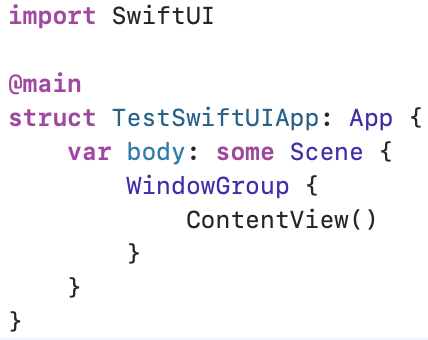 import SwiftUI

@main
struct TestSwiftUIApp: App {
    var body: some Scene {
        WindowGroup {
            ContentView()
        }
    }
}